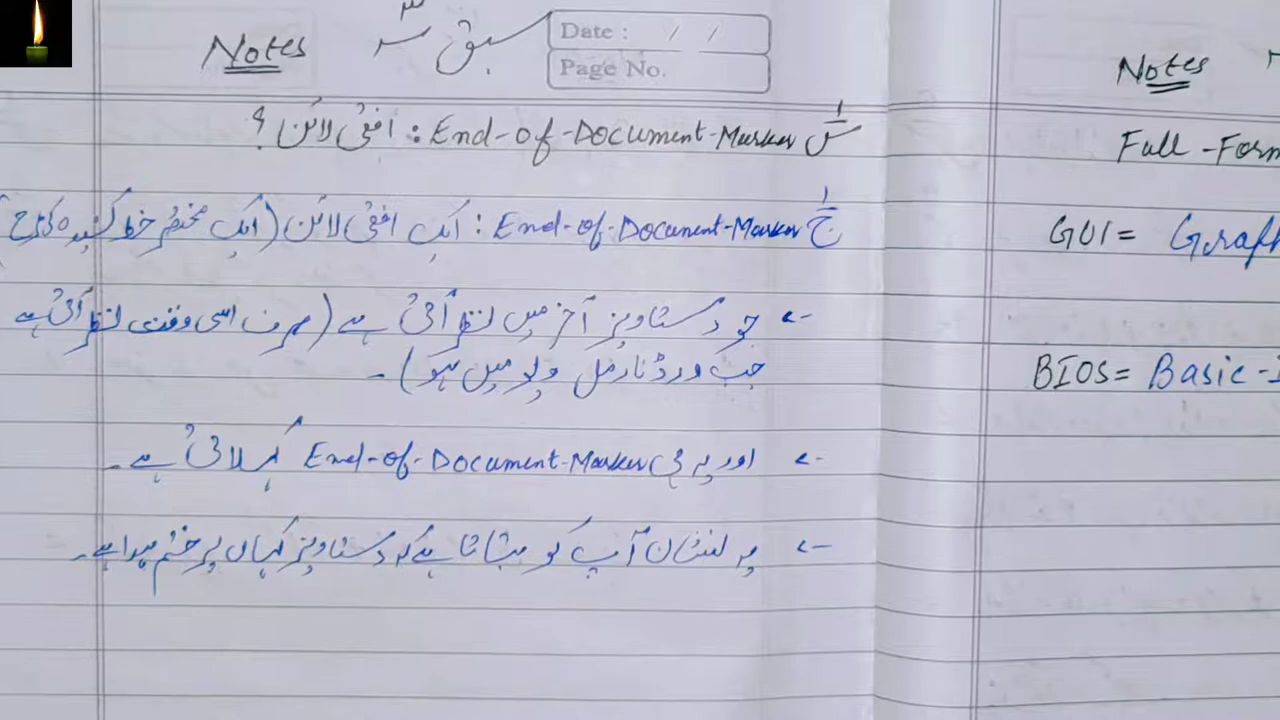 Notes
سبق ۳
Date : / /
Page No.
س ۱ End-of-Document-Marker : افقی لائن ؟
ج ۱ End-of-Document-Marker : ایک افقی لائن (ایک مختصر خط کشیدہ کی طرح)
← جو دستاویز آخر میں نظر آتی ہے (صرف اسی وقت نظر آتی ہے
جب ورڈ نارمل ویو میں ہو) ۔
← اور یہ ہی End-of-Document-Marker کہلاتی ہے ۔
← یہ نشان آپ کو بتاتا ہے کہ دستاویز کہاں پر ختم ہوا ہے ۔
Notes
Full-Form
GUI = Graph
BIOS = Basic-I